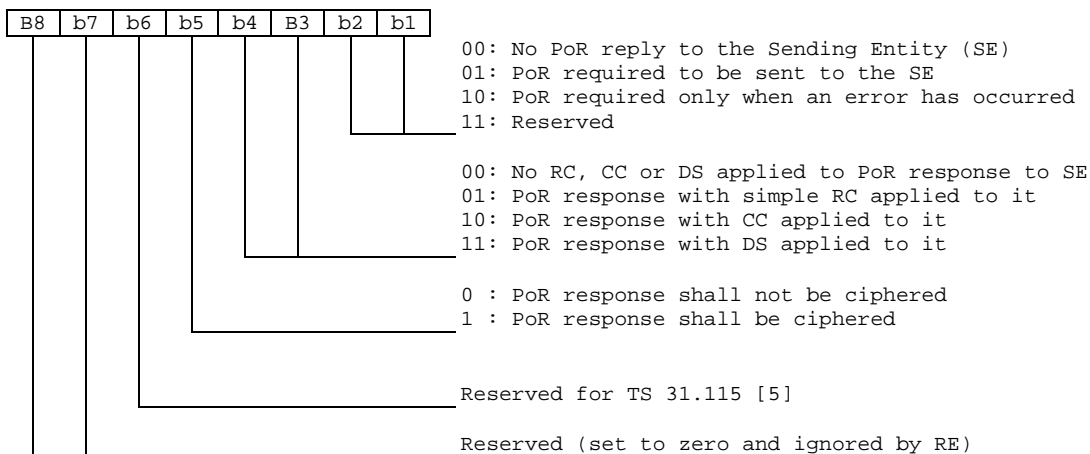 B8 b7 b6 b5 b4 B3 b2 b1
00: No PoR reply to the Sending Entity (SE)
01: PoR required to be sent to the SE
10: PoR required only when an error has occurred
11: Reserved
00: No RC, CC or DS applied to PoR response to SE
01: PoR response with simple RC applied to it
10: PoR response with CC applied to it
11: PoR response with DS applied to it
0 : PoR response shall not be ciphered
1 : PoR response shall be ciphered
Reserved for TS 31.115 [5]
Reserved (set to zero and ignored by RE)